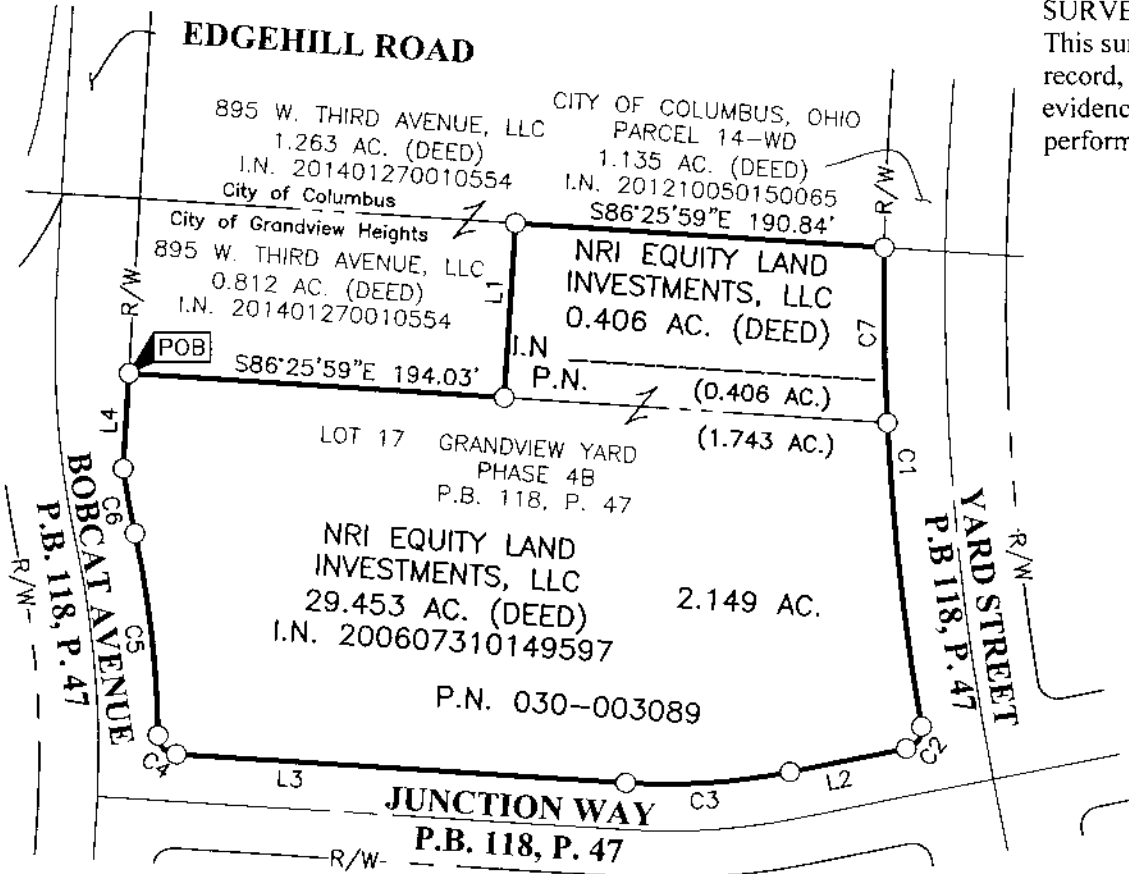 SURVE
This sur
record,
evidenc
perform
EDGEHILL ROAD
895 W. THIRD AVENUE, LLC
1.263 AC. (DEED)
I.N. 201401270010554
CITY OF COLUMBUS, OHIO
PARCEL 14-WD
1.135 AC. (DEED)
I.N. 201210050150065
S86°25'59"E 190.84'
City of Columbus
City of Grandview Heights
895 W. THIRD AVENUE, LLC
0.812 AC. (DEED)
I.N. 201401270010554
R/W
R/W
L1
NRI EQUITY LAND
INVESTMENTS, LLC
0.406 AC. (DEED)
C7
I.N
P.N.
(0.406 AC.)
(1.743 AC.)
POB
S86°25'59"E 194.03'
L4
C6
C5
C4
C1
LOT 17 GRANDVIEW YARD
PHASE 4B
P.B. 118, P. 47
NRI EQUITY LAND
INVESTMENTS, LLC
29.453 AC. (DEED)
I.N. 200607310149597
2.149 AC.
P.N. 030-003089
BOBCAT AVENUE
P.B. 118, P. 47
R/W
YARD STREET
P.B 118, P. 47
R/W
C2
L2
C3
L3
JUNCTION WAY
P.B. 118, P. 47
R/W